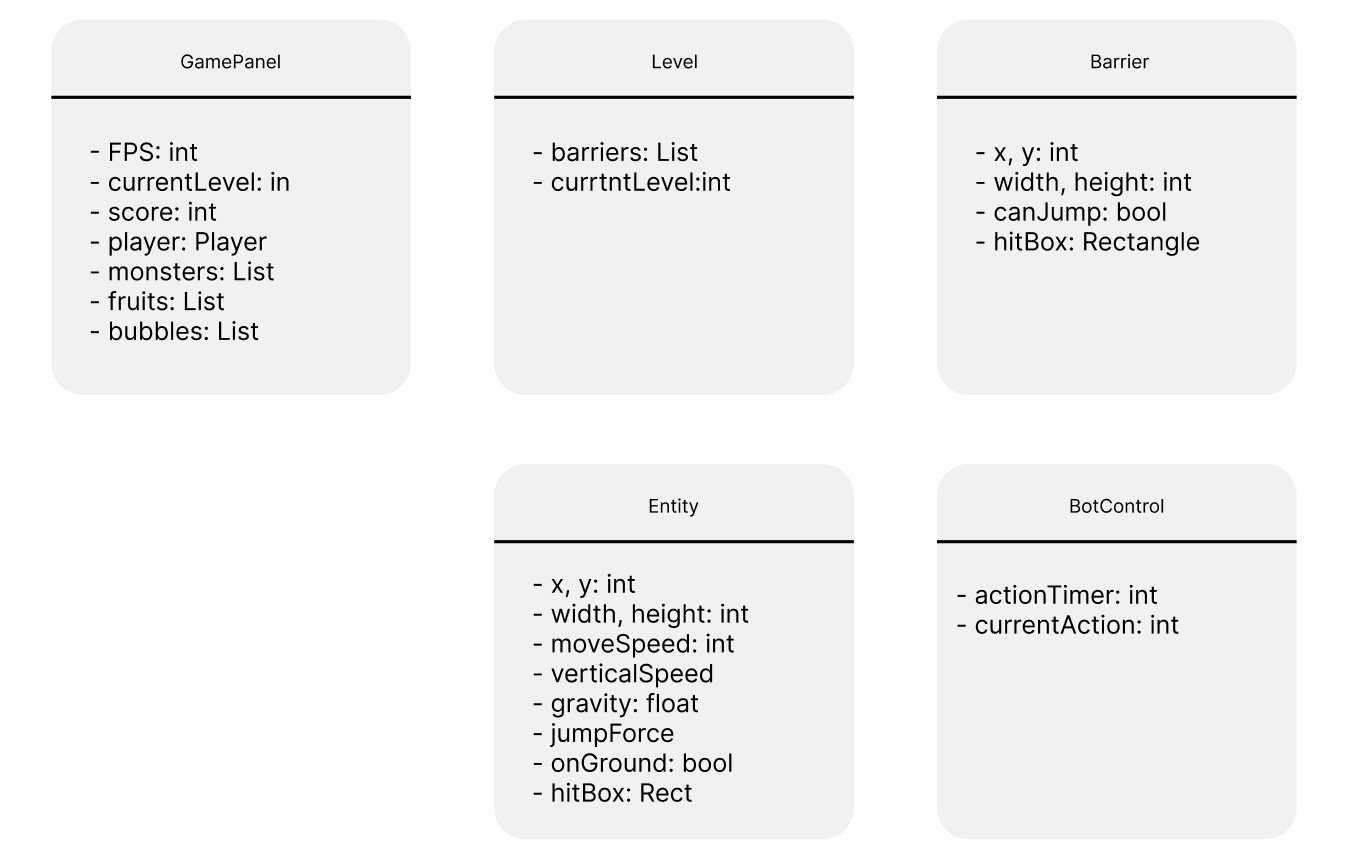 GamePanel
- FPS: int
- currentLevel: in
- score: int
- player: Player
- monsters: List
- fruits: List
- bubbles: List
Level
- barriers: List
- currtntLevel:int
Barrier
- x, y: int
- width, height: int
- canJump: bool
- hitBox: Rectangle
Entity
- x, y: int
- width, height: int
- moveSpeed: int
- verticalSpeed
- gravity: float
- jumpForce
- onGround: bool
- hitBox: Rect
BotControl
- actionTimer: int
- currentAction: int